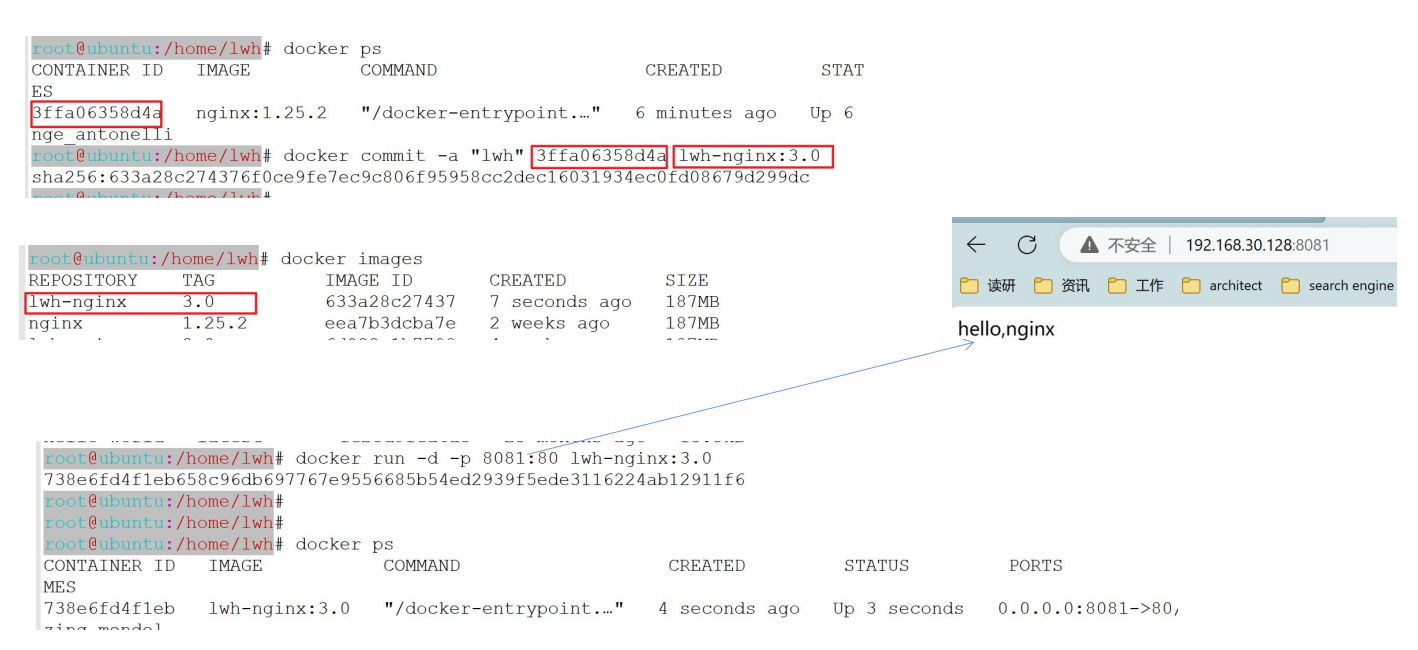 root@ubuntu:/home/lwh# docker ps
CONTAINER ID IMAGE COMMAND CREATED STAT
ES
3ffa06358d4a nginx:1.25.2 "/docker-entrypoint.…" 6 minutes ago Up 6
nge_antonelli
root@ubuntu:/home/lwh# docker commit -a "lwh" 3ffa06358d4a lwh-nginx:3.0
sha256:633a28c274376f0ce9fe7ec9c806f95958cc2dec16031934ec0fd08679d299dc
root@ubuntu:/home/lwh#
root@ubuntu:/home/lwh# docker images
REPOSITORY TAG IMAGE ID CREATED SIZE
lwh-nginx 3.0 633a28c27437 7 seconds ago 187MB
nginx 1.25.2 eea7b3dcba7e 2 weeks ago 187MB
不安全 192.168.30.128:8081
读研 资讯 工作 architect search engine
hello,nginx
root@ubuntu:/home/lwh# docker run -d -p 8081:80 lwh-nginx:3.0
738e6fd4f1eb658c96db697767e9556685b54ed2939f5ede3116224ab12911f6
root@ubuntu:/home/lwh#
root@ubuntu:/home/lwh#
root@ubuntu:/home/lwh# docker ps
CONTAINER ID IMAGE COMMAND CREATED STATUS PORTS
MES
738e6fd4f1eb lwh-nginx:3.0 "/docker-entrypoint.…" 4 seconds ago Up 3 seconds 0.0.0.0:8081->80/